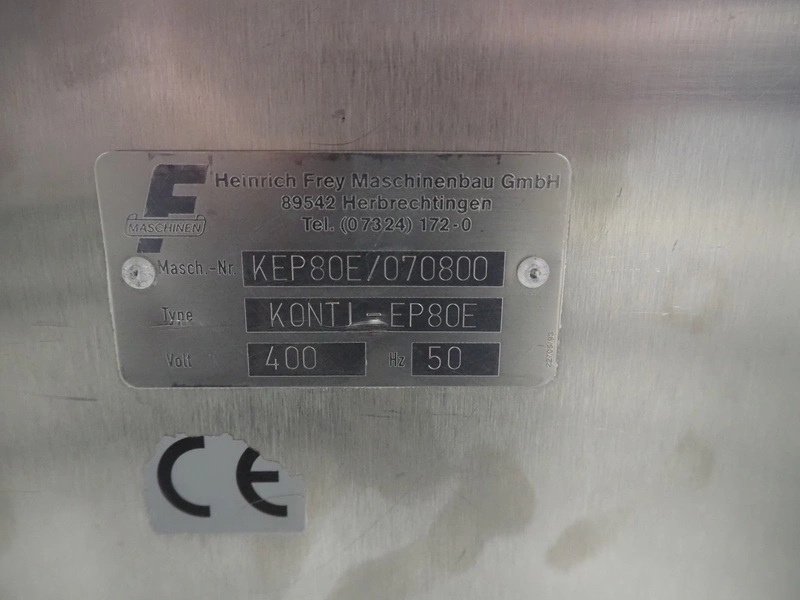 Heinrich Frey Maschinenbau GmbH
89542 Herbrechtingen
Tel. (07324) 172-0
F
MASCHINEN
Masch.-Nr. KEP80E/070800
Type KONTI-EP80E
Volt 400 Hz 50
CE